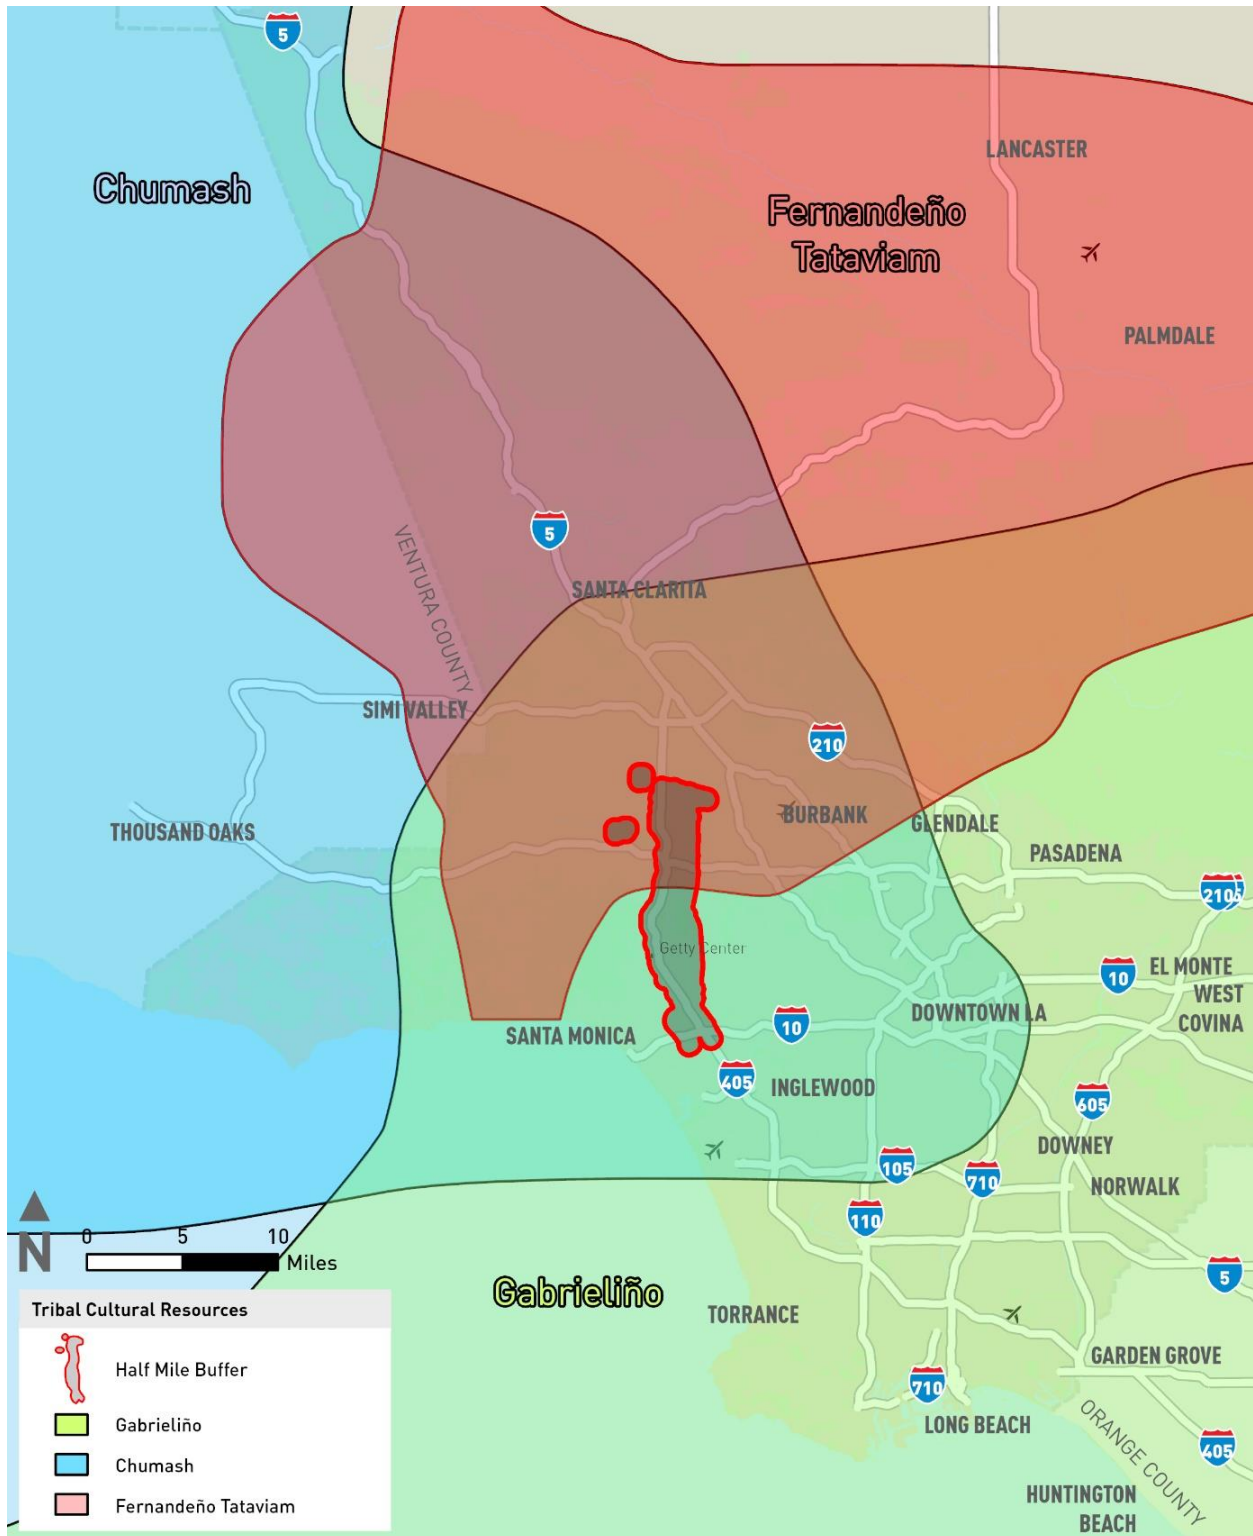 5
Chumash
LANCASTER
Fernandeño
Tataviam
PALMDALE
5
VENTURA COUNTY
SANTA CLARITA
SIMI VALLEY
210
THOUSAND OAKS
BURBANK
GLENDALE
PASADENA
210
Getty Center
EL MONTE
10
WEST
COVINA
SANTA MONICA
10
DOWNTOWN LA
405
INGLEWOOD
605
DOWNEY
105
710
NORWALK
110
N
0 5 10
Miles
5
Gabrieliño
TORRANCE
GARDEN GROVE
710
LONG BEACH
ORANGE COUNTY
405
HUNTINGTON
BEACH
Tribal Cultural Resources
Half Mile Buffer
Gabrieliño
Chumash
Fernandeño Tataviam